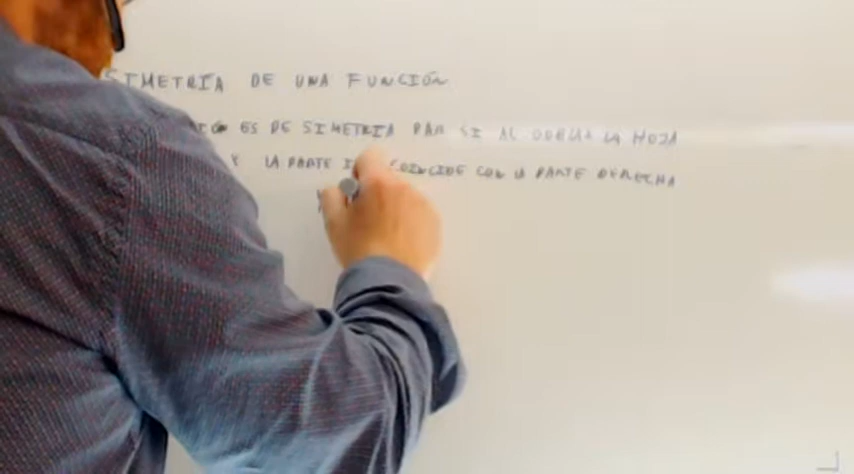 SIMETRÍA DE UNA FUNCIÓN
ES DE SIMETRIA PAR SI AL DOBLAR LA HOJA
Y LA PARTE COINCIDE CON LA PARTE DERECHA